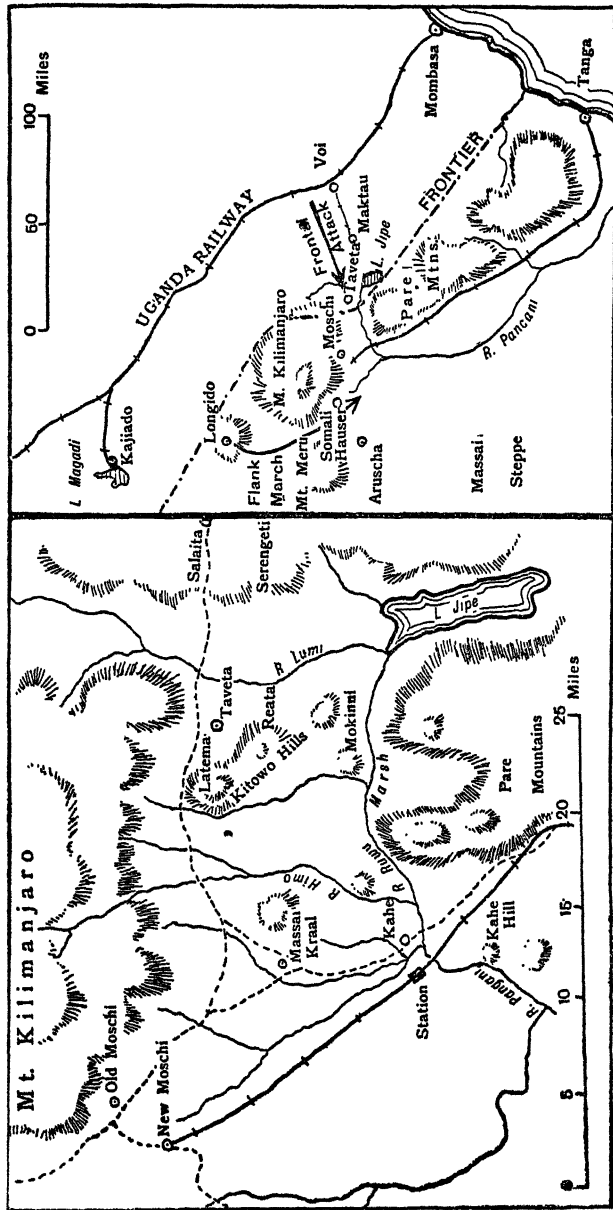 Mt Kilimanjaro
Old Moschi
New Moschi
Salaita
Serengeti
Taveta
Latema
Reata
Kitowo Hills
Mokinni
R Lumi
R Himo
Massai
Kraal
Kahe
R Ruwu
Marsh
L Jipe
Station
Kahe
Hill
R. Pangani
Pare
Mountains
0 5 10 15 20 25
Miles
0 50 100
Miles
UGANDA RAILWAY
L Magadi
Kajiado
Longido
M. Kilimanjaro
Flank
March
Mt. Meru
Somali
Hauser
Moschi
Aruscha
Massai
Steppe
Frontal
Attack
Voi
Maktau
Taveta
L. Jipe
Pare
Mtns.
R. Pancani
FRONTIER
Mombasa
Tanga